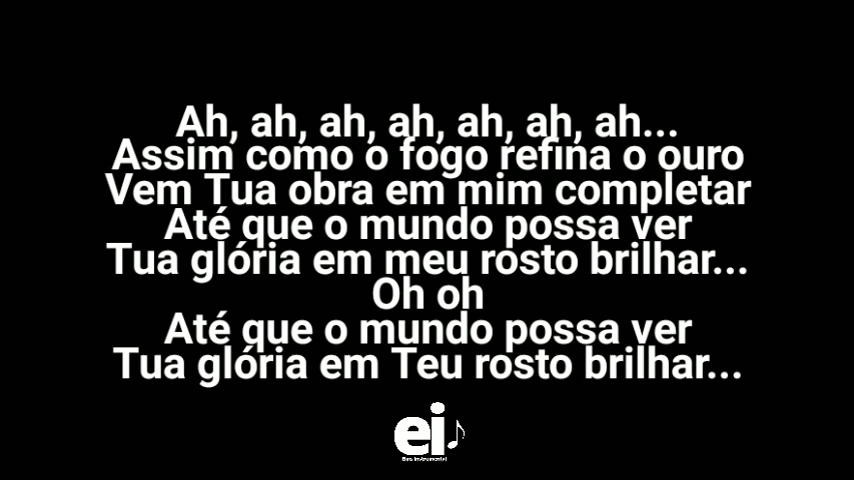 Ah, ah, ah, ah, ah, ah, ah...
Assim como o fogo refina o ouro
Vem Tua obra em mim completar
Até que o mundo possa ver
Tua glória em meu rosto brilhar...
Oh oh
Até que o mundo possa ver
Tua glória em Teu rosto brilhar...
ei